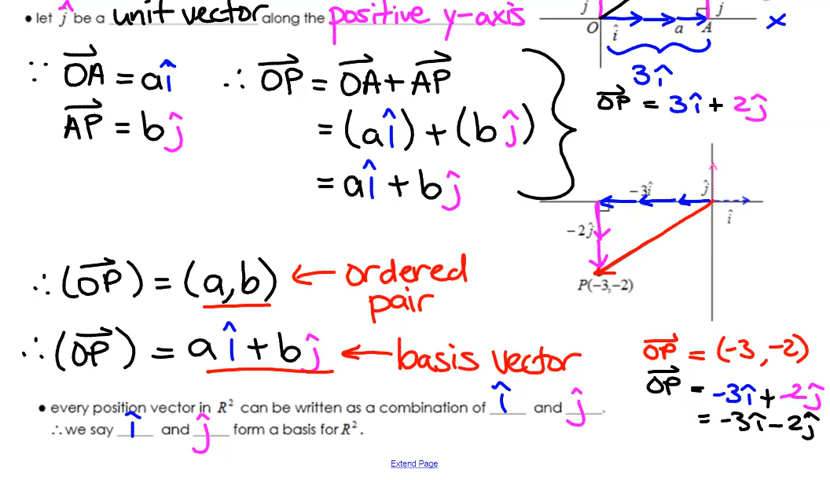 • let ĵ be a unit vector along the positive y-axis
j
j
O
î
a
A
x
3î
∵ OA⃗ = aî ∴ OP⃗ = OA⃗ + AP⃗
AP⃗ = bĵ = (aî) + (bĵ)
= aî + bĵ
OP⃗ = 3î + 2ĵ
-3î
ĵ
î
-2ĵ
P(-3,-2)
∴ (OP⃗) = (a,b) ← ordered
pair
∴ (OP⃗) = aî + bĵ ← basis vector
OP⃗ = (-3, -2)
OP⃗ = -3î + -2ĵ
= -3î - 2ĵ
• every position vector in R² can be written as a combination of î and ĵ.
∴ we say î and ĵ form a basis for R².
Extend Page